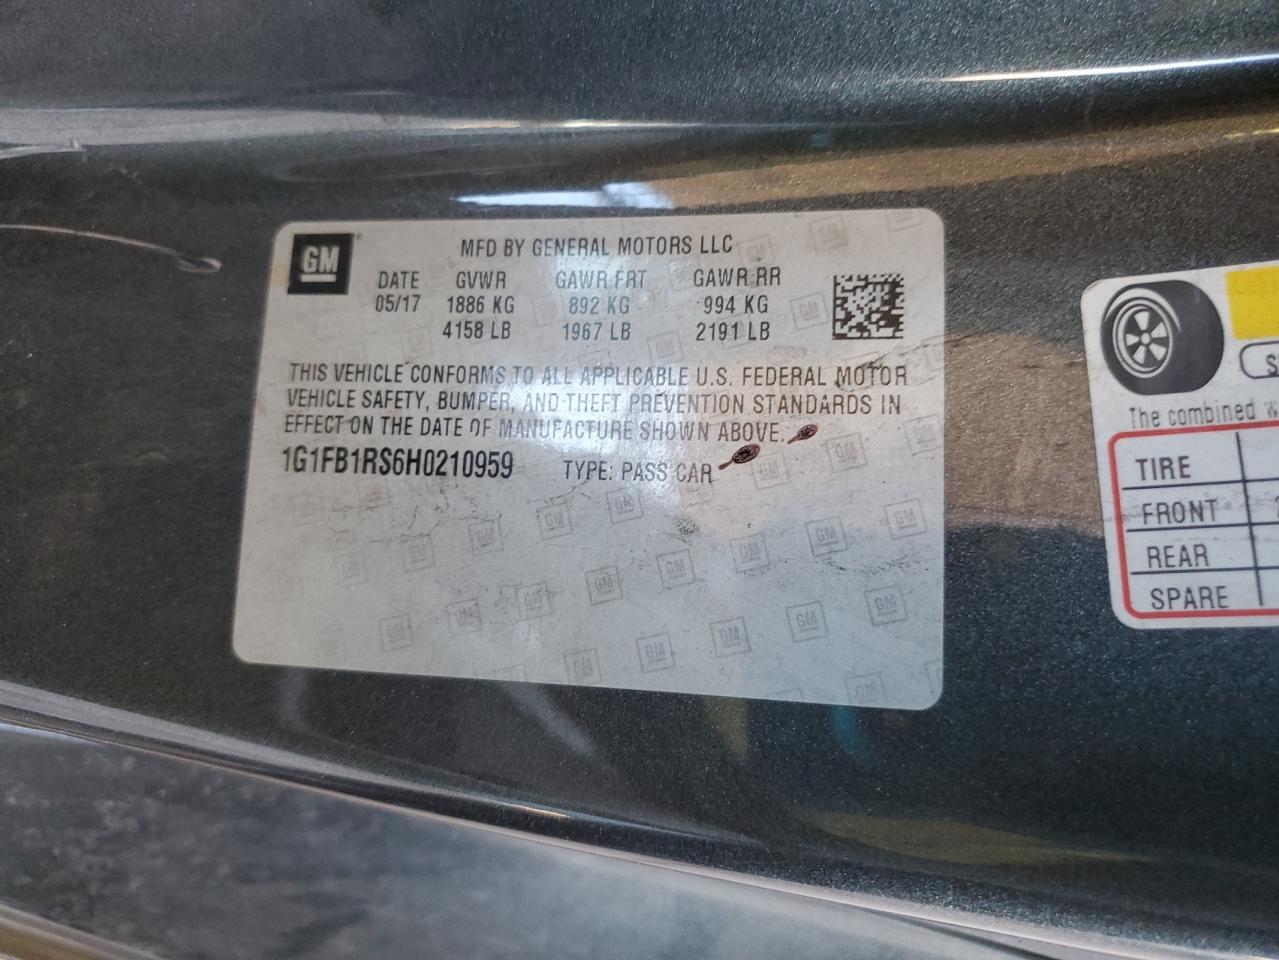 GM
MFD BY GENERAL MOTORS LLC
DATE GVWR GAWR FRT GAWR RR
05/17 1886 KG 892 KG 994 KG
4158 LB 1967 LB 2191 LB
THIS VEHICLE CONFORMS TO ALL APPLICABLE U.S. FEDERAL MOTOR
VEHICLE SAFETY, BUMPER, AND THEFT PREVENTION STANDARDS IN
EFFECT ON THE DATE OF MANUFACTURE SHOWN ABOVE.
1G1FB1RS6H0210959 TYPE: PASS CAR
The combined
TIRE
FRONT
REAR
SPARE